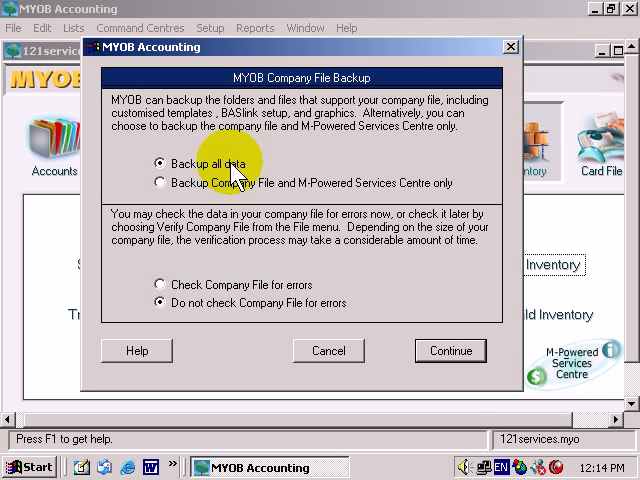 MYOB Accounting
File Edit Lists Command Centres Setup Reports Inventory Window Help
121services
MYOB
MYOB Accounting
MYOB Company File Backup
MYOB can backup the folders and files that support your company file, including
customised templates , BASlink setup, and graphics. Alternatively, you can
choose to backup the company file and M-Powered Services Centre only.
Backup all data
Backup Company File and M-Powered Services Centre only
You may check the data in your company file for errors now, or check it later by
choosing Verify Company File from the File menu. Depending on the size of your
company file, the verification process may take a considerable amount of time.
Check Company File for errors
Do not check Company File for errors
Help Cancel Continue
Accounts
Card File
Inventory
ild Inventory
M-Powered
Services
Centre
Press F1 to get help.
121services.myo
Start
MYOB Accounting
EN
12:14 PM